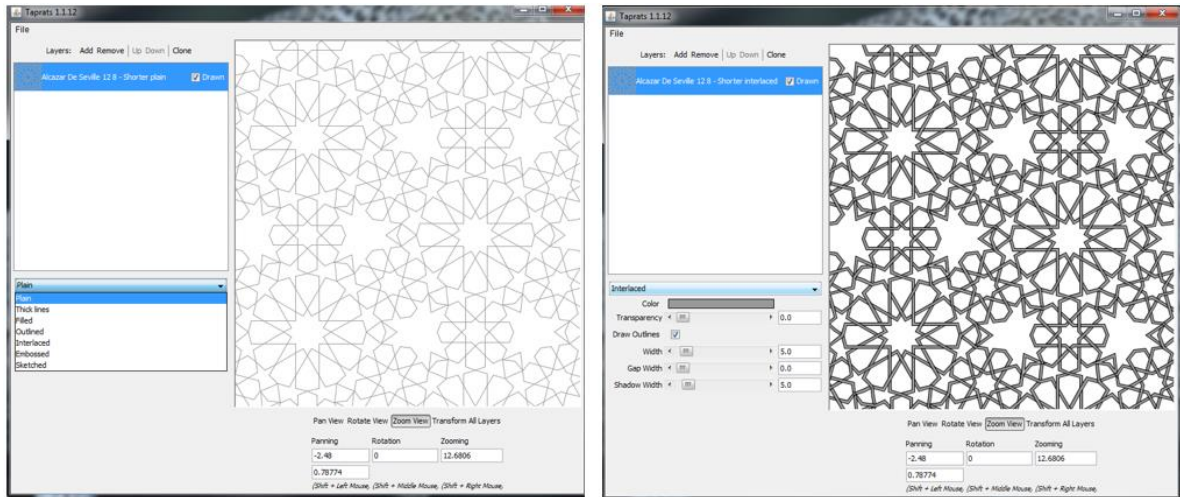 Taprats 1.1.12
File
Layers: Add Remove Up Down Clone
Alcazar De Seville 12 8 - Shorter plain Drawn
Plain
Plain
Thick lines
Filled
Outlined
Interlaced
Embossed
Sketched
Pan View Rotate View Zoom View Transform All Layers
Panning Rotation Zooming
-2.48 0 12.6806
0.78774
(Shift + Left Mouse, (Shift + Middle Mouse, (Shift + Right Mouse,
Taprats 1.1.12
File
Layers: Add Remove Up Down Clone
Alcazar De Seville 12 8 - Shorter interlaced Drawn
Interlaced
Color
Transparency 0.0
Draw Outlines
Width 5.0
Gap Width 0.0
Shadow Width 5.0
Pan View Rotate View Zoom View Transform All Layers
Panning Rotation Zooming
-2.48 0 12.6806
0.78774
(Shift + Left Mouse, (Shift + Middle Mouse, (Shift + Right Mouse,